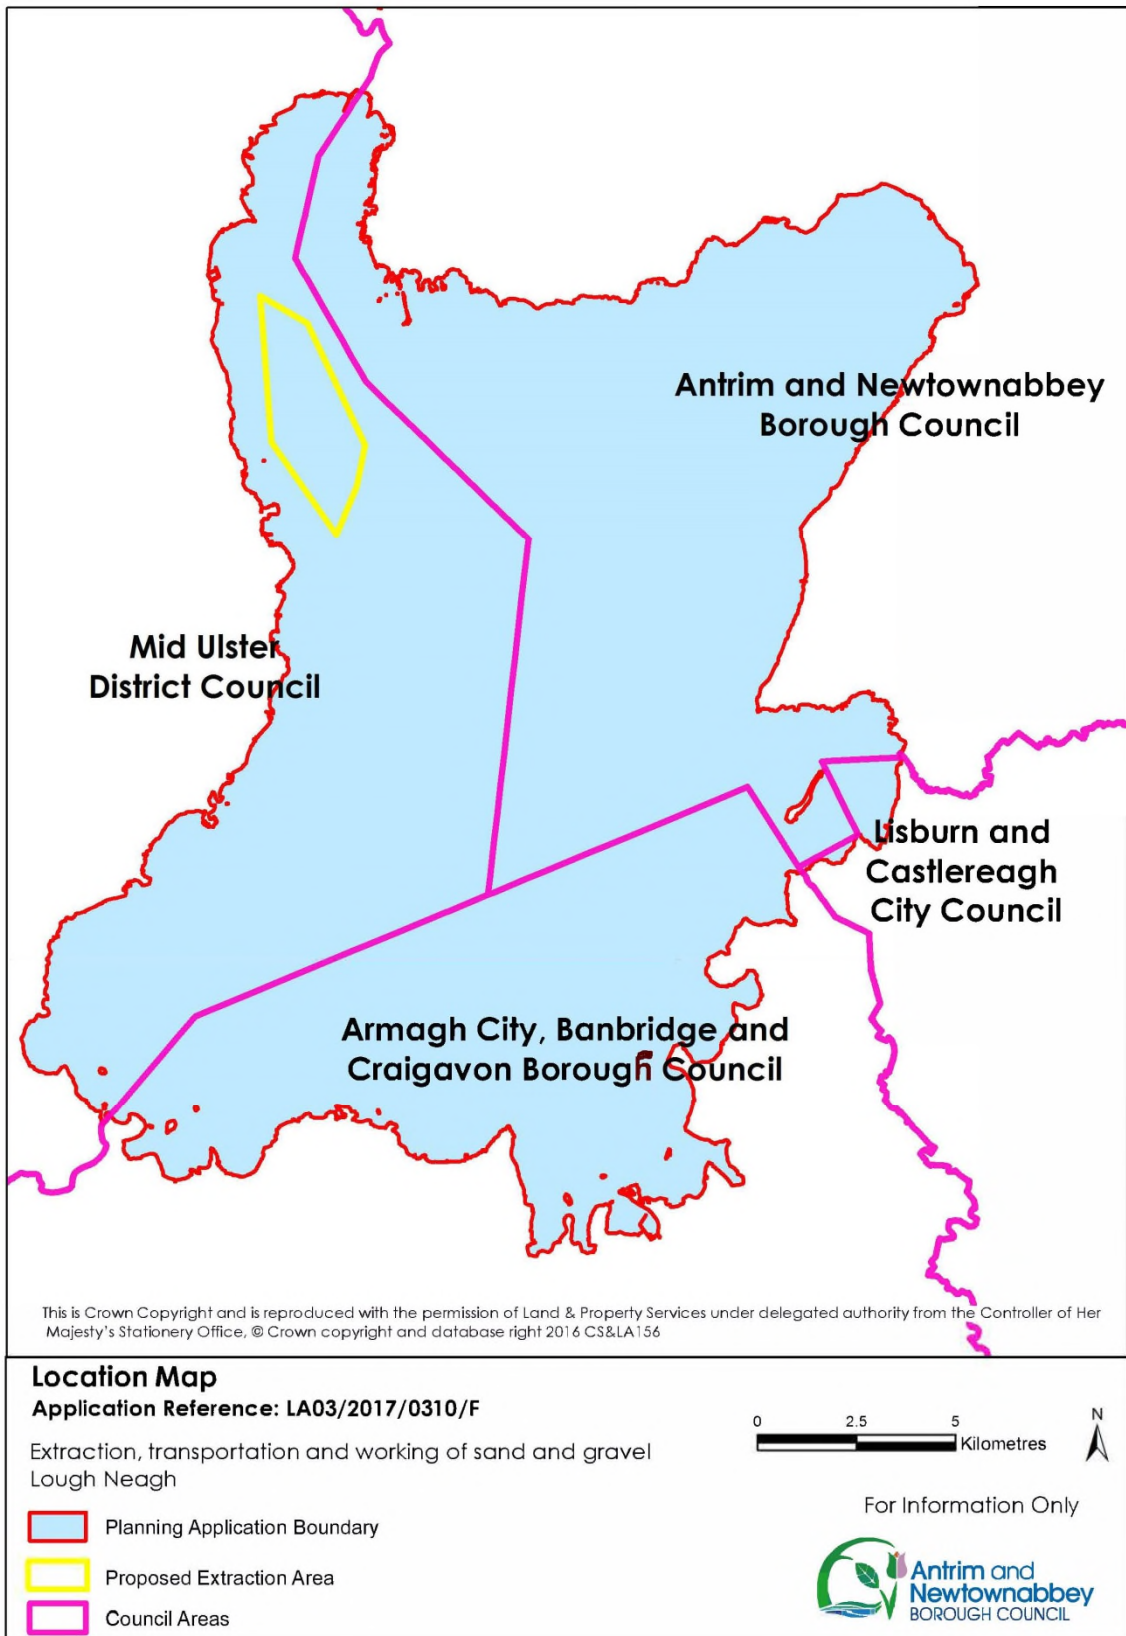 Antrim and Newtownabbey
Borough Council
Mid Ulster
District Council
Lisburn and
Castlereagh
City Council
Armagh City, Banbridge and
Craigavon Borough Council
This is Crown Copyright and is reproduced with the permission of Land & Property Services under delegated authority from the Controller of Her
Majesty's Stationery Office, © Crown copyright and database right 2016 CS&LA156
Location Map
Application Reference: LA03/2017/0310/F
Extraction, transportation and working of sand and gravel
Lough Neagh
Planning Application Boundary
Proposed Extraction Area
Council Areas
0 2.5 5
Kilometres
N
For Information Only
Antrim and
Newtownabbey
BOROUGH COUNCIL